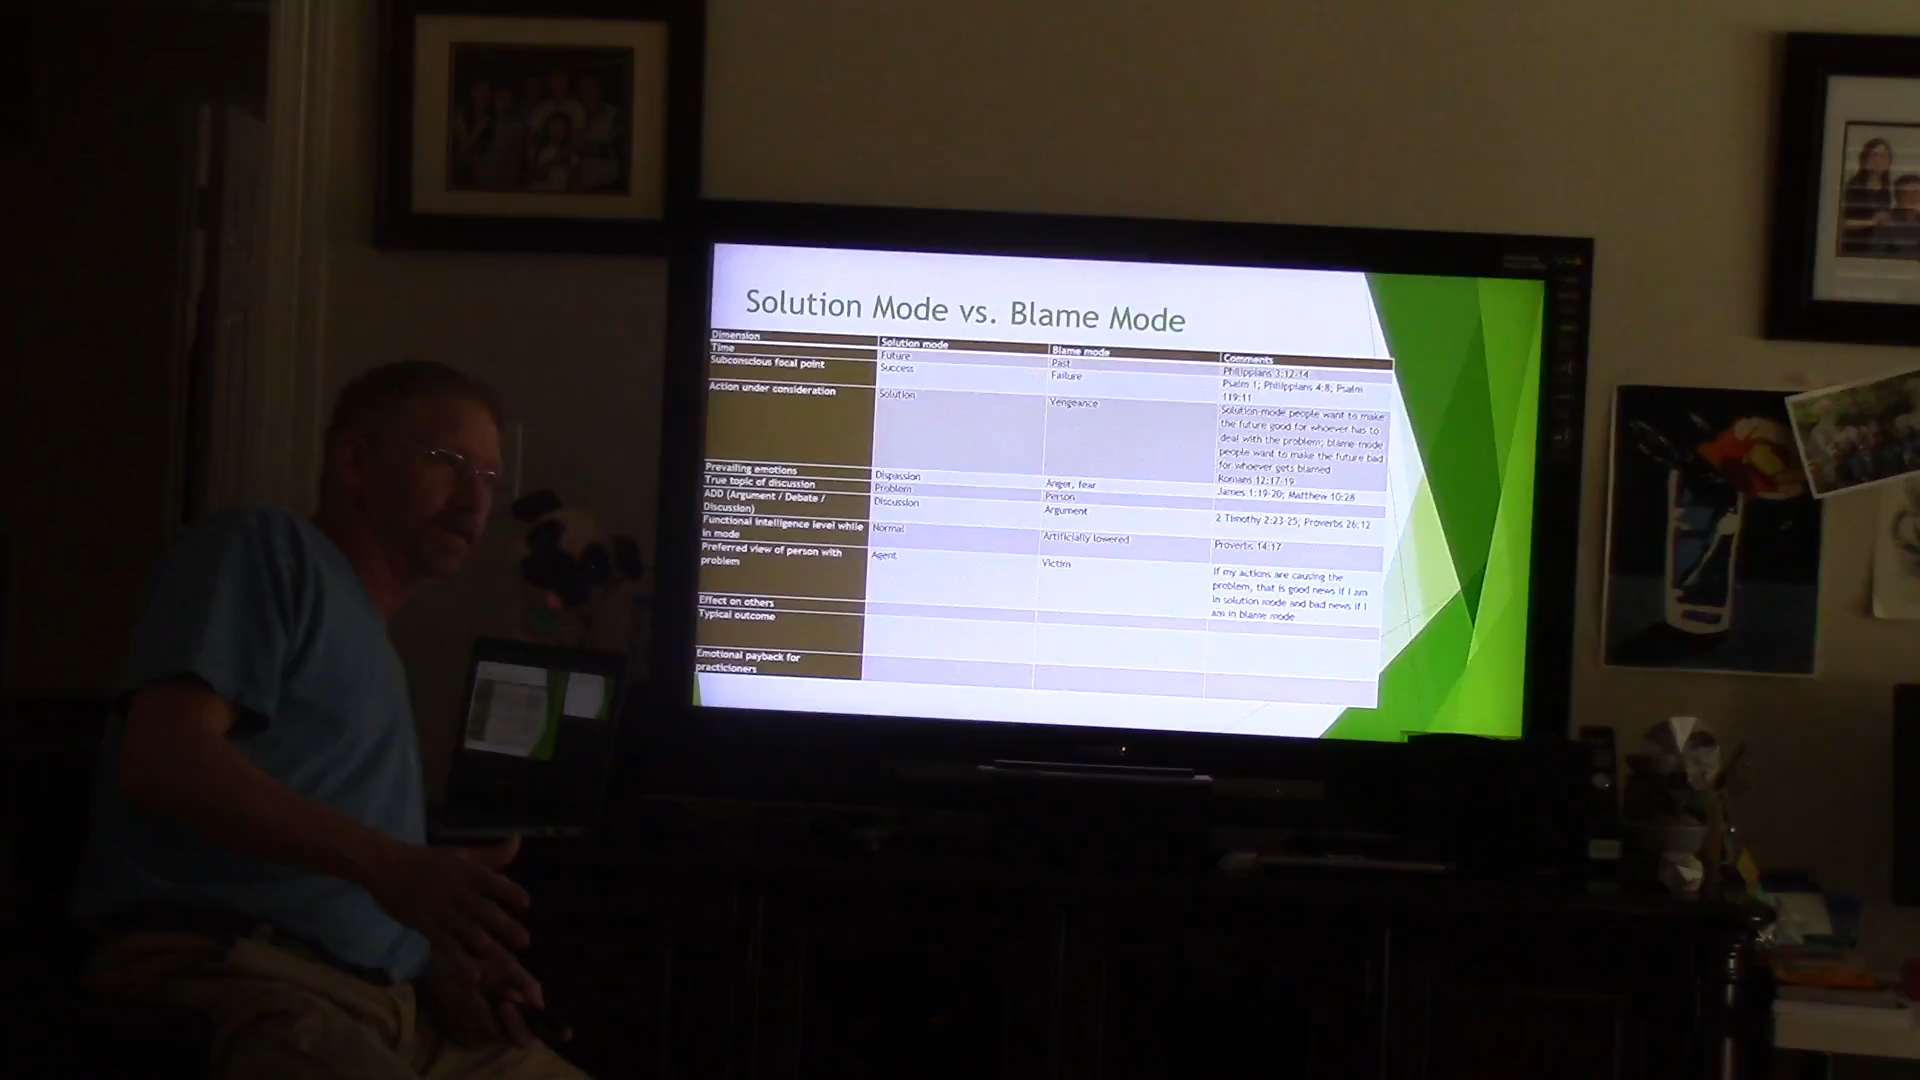 Solution Mode vs. Blame Mode
Dimension Solution mode Blame mode Comments
Time Future Past Philippians 3:12-14
Subconscious focal point Success Failure Psalm 1; Philippians 4:8; Psalm
119:11
Action under consideration Solution Vengeance Solution-mode people want to make
the future good for whoever has to
deal with the problem; blame-mode
people want to make the future bad
for whoever gets blamed
Romans 12:17-19
Prevailing emotions Dispassion Anger, fear James 1:19-20; Matthew 10:28
True topic of discussion Problem Person
ADD (Argument / Debate / Discussion Argument 2 Timothy 2:23-25; Proverbs 26:12
Discussion)
Functional intelligence level while Normal Artificially lowered Proverbs 14:17
in mode
Preferred view of person with Agent Victim If my actions are causing the
problem problem, that is good news if I am
in solution mode and bad news if I
am in blame mode
Effect on others
Typical outcome
Emotional payback for
practicioners